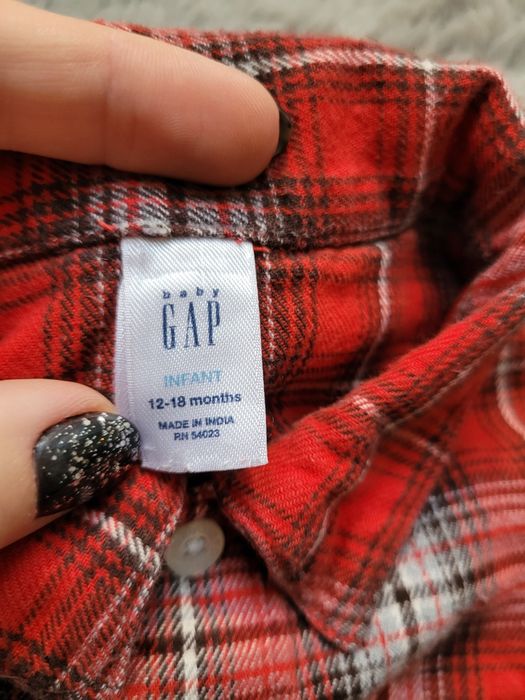 baby
GAP
INFANT
12-18 months
MADE IN INDIA
RN 54023